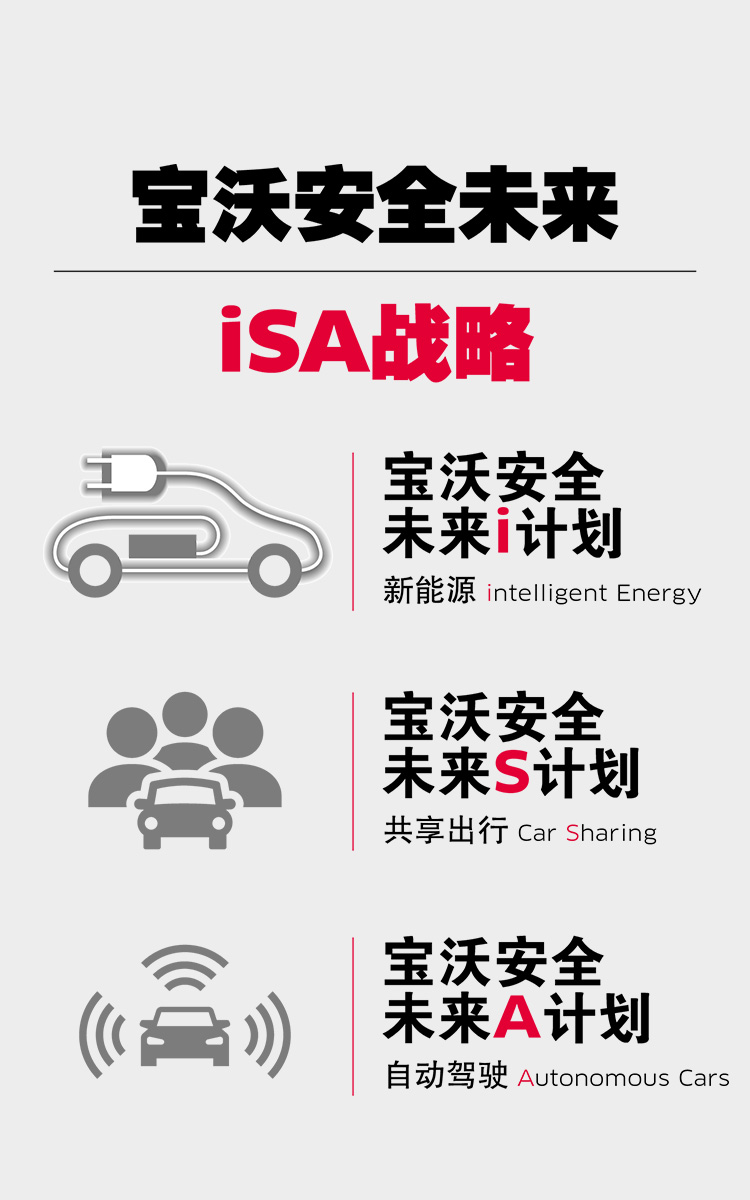 宝沃安全未来
iSA战略
宝沃安全
未来i计划
新能源 intelligent Energy
宝沃安全
未来S计划
共享出行 Car Sharing
宝沃安全
未来A计划
自动驾驶 Autonomous Cars